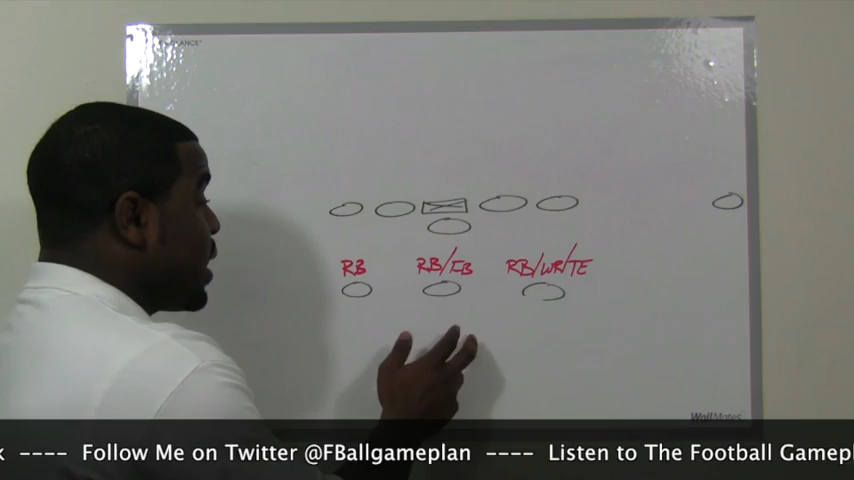 RB RB/FB RB/WR/TE
WallMates
---- Follow Me on Twitter @FBallgameplan ---- Listen to The Football Gamepl